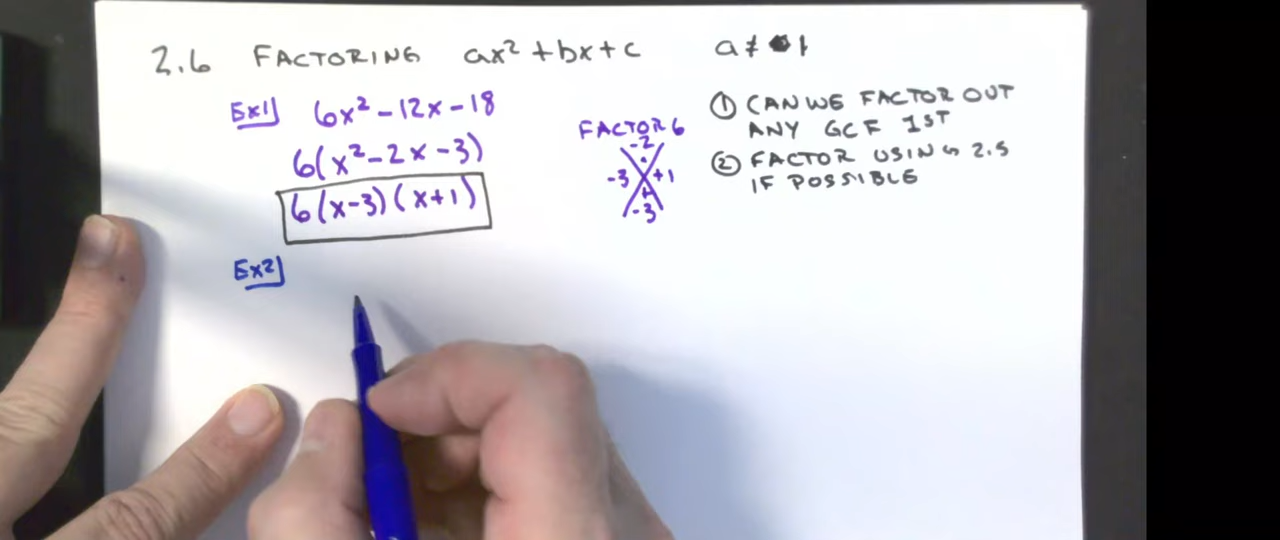 2.6 FACTORING ax² + bx + c a ≠ 1
Ex1 6x² - 12x - 18
6(x² - 2x - 3)
6(x-3)(x+1)
FACTOR 6
-2
-3 · +1
+
-3
① CAN WE FACTOR OUT
ANY GCF 1ST
② FACTOR USING 2.5
IF POSSIBLE
Ex2